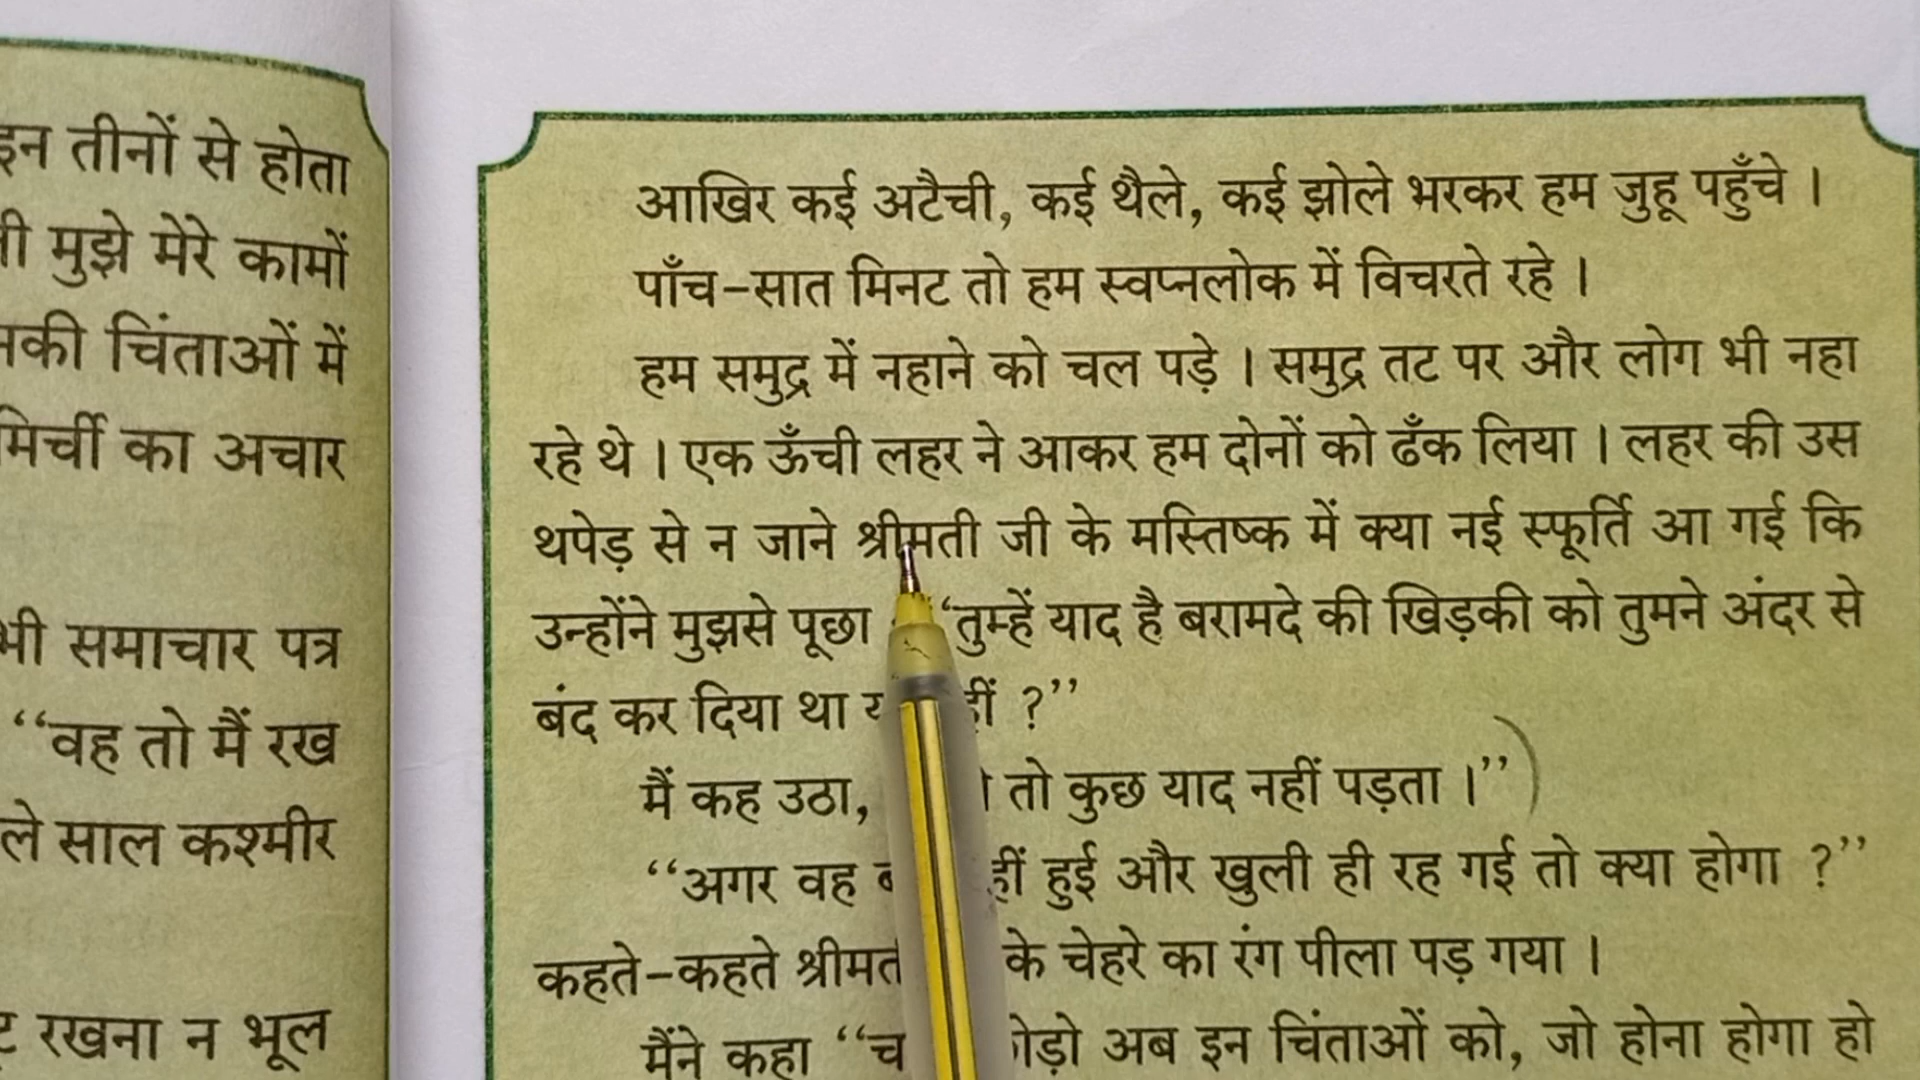 इन तीनों से होता
मुझे मेरे कामों
चिंताओं में
मिर्ची का अचार
भी समाचार पत्र
‘‘वह तो मैं रख
साल कश्मीर
रखना न भूल
आखिर कई अटैची, कई थैले, कई झोले भरकर हम जुहू पहुँचे ।
पाँच-सात मिनट तो हम स्वप्नलोक में विचरते रहे ।
हम समुद्र में नहाने को चल पड़े । समुद्र तट पर और लोग भी नहा
रहे थे । एक ऊँची लहर ने आकर हम दोनों को ढँक लिया । लहर की उस
थपेड़ से न जाने श्रीमती जी के मस्तिष्क में क्या नई स्फूर्ति आ गई कि
उन्होंने मुझसे पूछा ‘‘तुम्हें याद है बरामदे की खिड़की को तुमने अंदर से
बंद कर दिया था ?’’
मैं कह उठा, तो कुछ याद नहीं पड़ता ।’’
‘‘अगर वह हुई और खुली ही रह गई तो क्या होगा ?’’
कहते-कहते के चेहरे का रंग पीला पड़ गया ।
मैंने कहा ‘‘ अब इन चिंताओं को, जो होना होगा हो